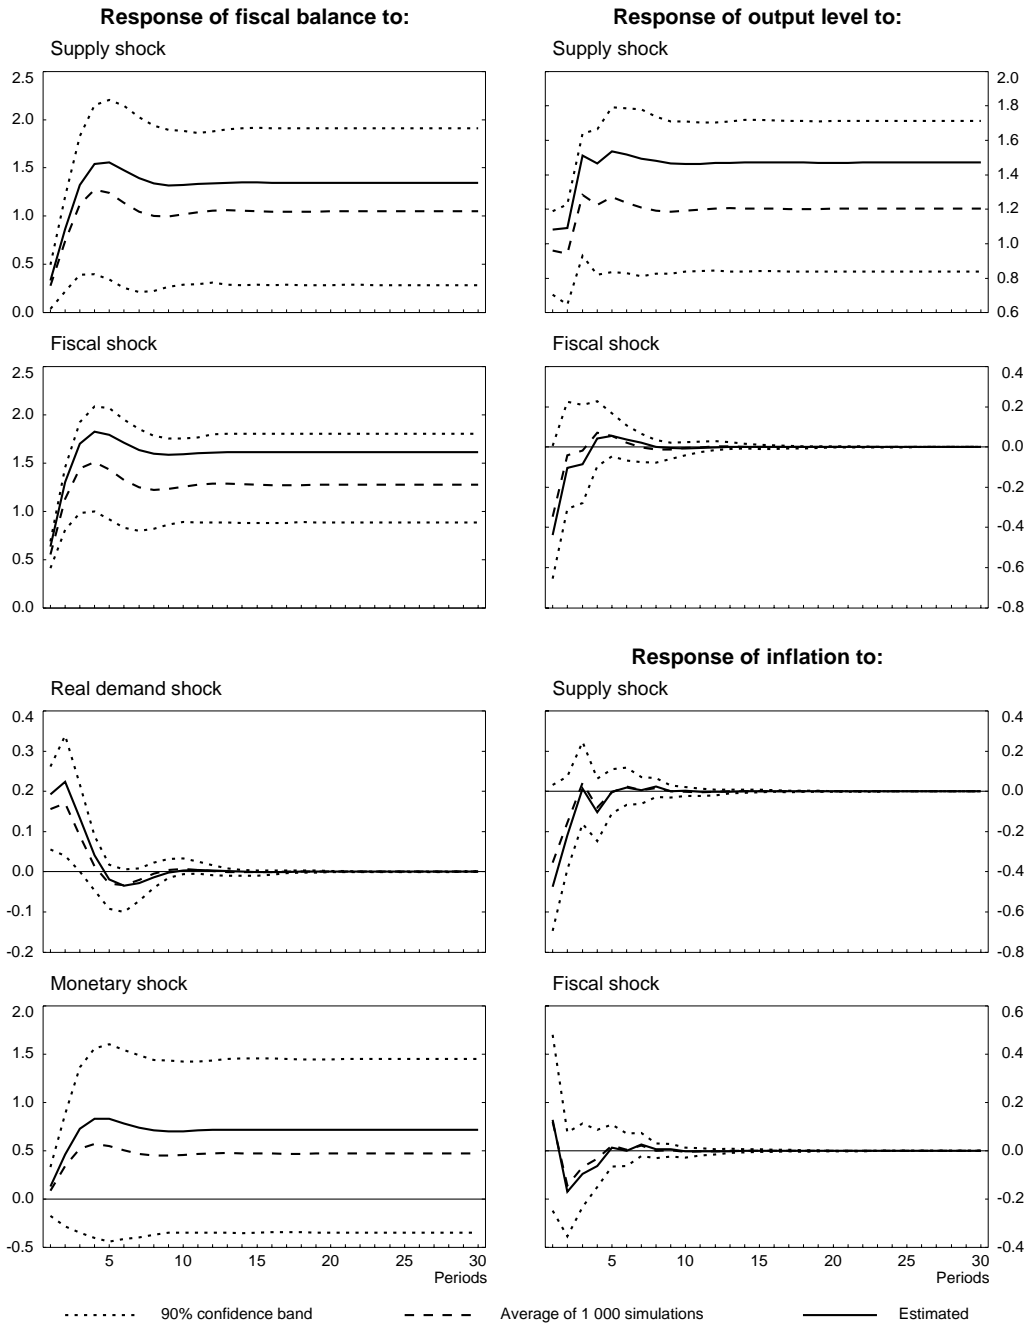 Response of fiscal balance to:
Response of output level to:
Supply shock
Supply shock
2.5
2.0
1.5
1.0
0.5
0.0
2.0
1.8
1.6
1.4
1.2
1.0
0.8
0.6
Fiscal shock
Fiscal shock
2.5
2.0
1.5
1.0
0.5
0.0
0.4
0.2
0.0
-0.2
-0.4
-0.6
-0.8
Response of inflation to:
Real demand shock
Supply shock
0.4
0.3
0.2
0.1
0.0
-0.1
-0.2
0.4
0.2
0.0
-0.2
-0.4
-0.6
-0.8
Monetary shock
Fiscal shock
2.0
1.5
1.0
0.5
0.0
-0.5
0.6
0.4
0.2
0.0
-0.2
-0.4
5 10 15 20 25 30
Periods
5 10 15 20 25 30
Periods
90% confidence band
Average of 1 000 simulations
Estimated